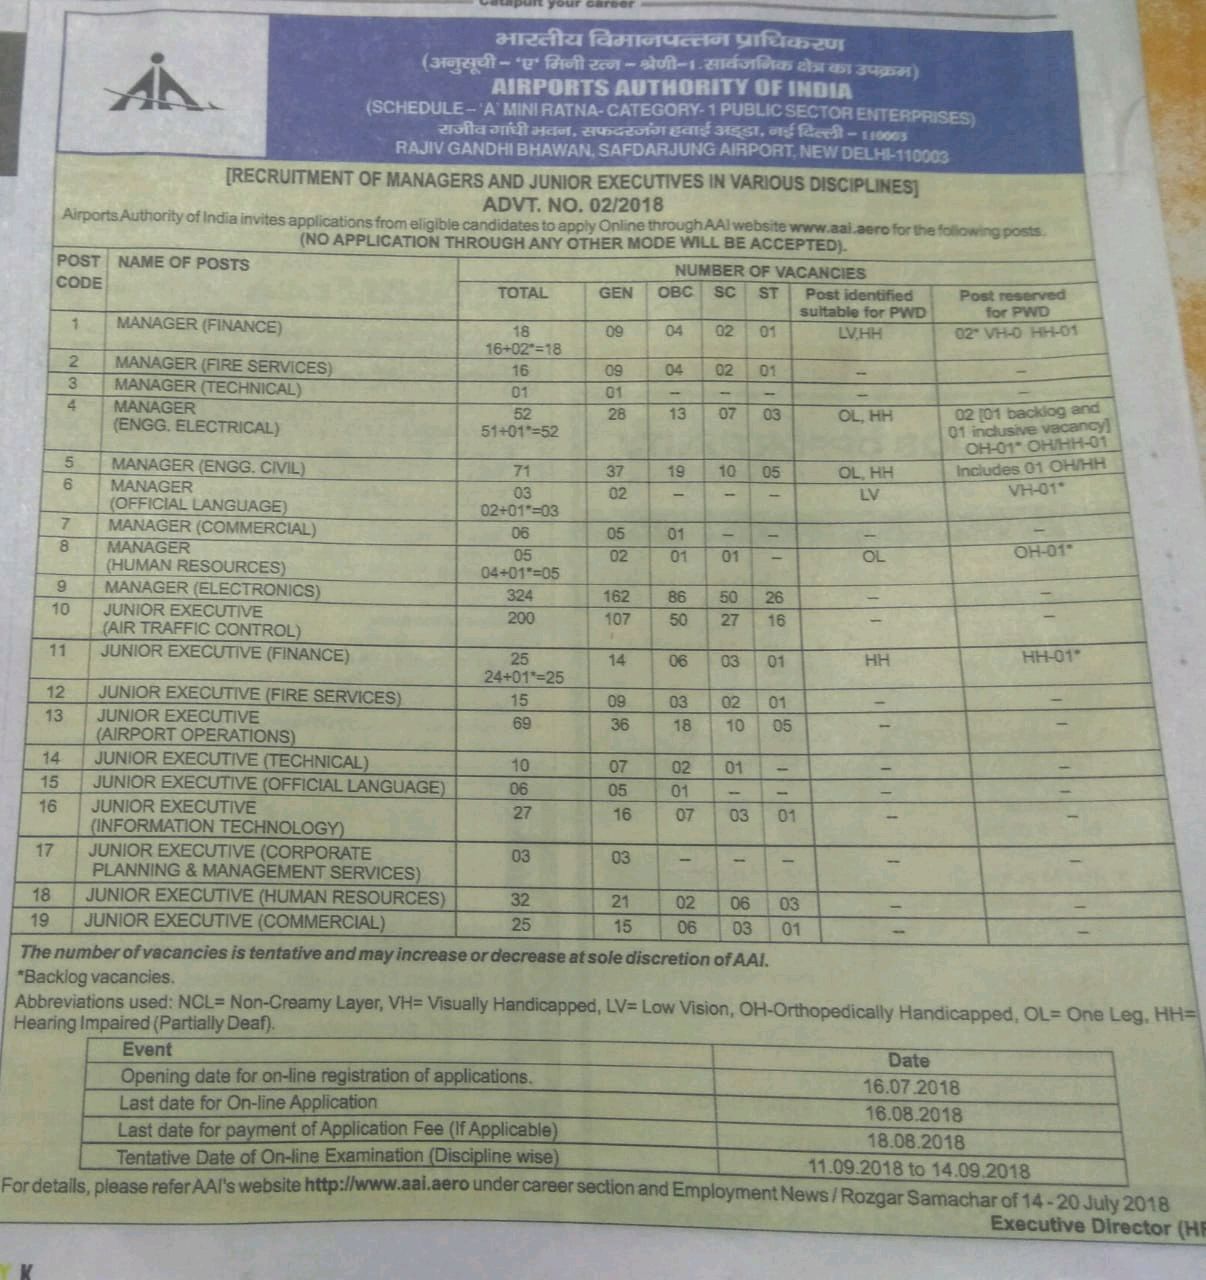 Catapult your career
भारतीय विमानपत्तन प्राधिकरण
(अनुसूची – 'ए' मिनी रत्न – श्रेणी-1. सार्वजनिक क्षेत्र का उपक्रम)
AIRPORTS AUTHORITY OF INDIA
(SCHEDULE – 'A' MINI RATNA- CATEGORY- 1 PUBLIC SECTOR ENTERPRISES)
राजीव गांधी भवन, सफदरजंग हवाई अड्डा, नई दिल्ली – 110003
RAJIV GANDHI BHAWAN, SAFDARJUNG AIRPORT, NEW DELHI-110003
[RECRUITMENT OF MANAGERS AND JUNIOR EXECUTIVES IN VARIOUS DISCIPLINES]
ADVT. NO. 02/2018
Airports Authority of India invites applications from eligible candidates to apply Online through AAI website www.aai.aero for the following posts.
(NO APPLICATION THROUGH ANY OTHER MODE WILL BE ACCEPTED).
POST CODE NAME OF POSTS NUMBER OF VACANCIES
TOTAL GEN OBC SC ST Post identified suitable for PWD Post reserved for PWD
1 MANAGER (FINANCE) 18 09 04 02 01 LV,HH 02* VH-0 HH-01
16+02*=18
2 MANAGER (FIRE SERVICES) 16 09 04 02 01 – –
3 MANAGER (TECHNICAL) 01 01 – – – – –
4 MANAGER 52 28 13 07 03 OL, HH 02 [01 backlog and
(ENGG. ELECTRICAL) 51+01*=52 01 inclusive vacancy]
OH-01* OH/HH-01
5 MANAGER (ENGG. CIVIL) 71 37 19 10 05 OL, HH Includes 01 OH/HH
6 MANAGER 03 02 – – – LV VH-01*
(OFFICIAL LANGUAGE) 02+01*=03
7 MANAGER (COMMERCIAL) 06 05 01 – – – –
8 MANAGER 05 02 01 01 – OL OH-01*
(HUMAN RESOURCES) 04+01*=05
9 MANAGER (ELECTRONICS) 324 162 86 50 26 – –
10 JUNIOR EXECUTIVE 200 107 50 27 16 – –
(AIR TRAFFIC CONTROL)
11 JUNIOR EXECUTIVE (FINANCE) 25 14 06 03 01 HH HH-01*
24+01*=25
12 JUNIOR EXECUTIVE (FIRE SERVICES) 15 09 03 02 01 – –
13 JUNIOR EXECUTIVE 69 36 18 10 05 – –
(AIRPORT OPERATIONS)
14 JUNIOR EXECUTIVE (TECHNICAL) 10 07 02 01 – – –
15 JUNIOR EXECUTIVE (OFFICIAL LANGUAGE) 06 05 01 – – – –
16 JUNIOR EXECUTIVE 27 16 07 03 01 – –
(INFORMATION TECHNOLOGY)
17 JUNIOR EXECUTIVE (CORPORATE 03 03 – – – – –
PLANNING & MANAGEMENT SERVICES)
18 JUNIOR EXECUTIVE (HUMAN RESOURCES) 32 21 02 06 03 – –
19 JUNIOR EXECUTIVE (COMMERCIAL) 25 15 06 03 01 – –
The number of vacancies is tentative and may increase or decrease at sole discretion of AAI.
*Backlog vacancies.
Abbreviations used: NCL= Non-Creamy Layer, VH= Visually Handicapped, LV= Low Vision, OH-Orthopedically Handicapped, OL= One Leg, HH=
Hearing Impaired (Partially Deaf).
Event Date
Opening date for on-line registration of applications. 16.07.2018
Last date for On-line Application 16.08.2018
Last date for payment of Application Fee (If Applicable) 18.08.2018
Tentative Date of On-line Examination (Discipline wise) 11.09.2018 to 14.09.2018
For details, please refer AAI's website http://www.aai.aero under career section and Employment News / Rozgar Samachar of 14 - 20 July 2018
Executive Director (HR
Y K